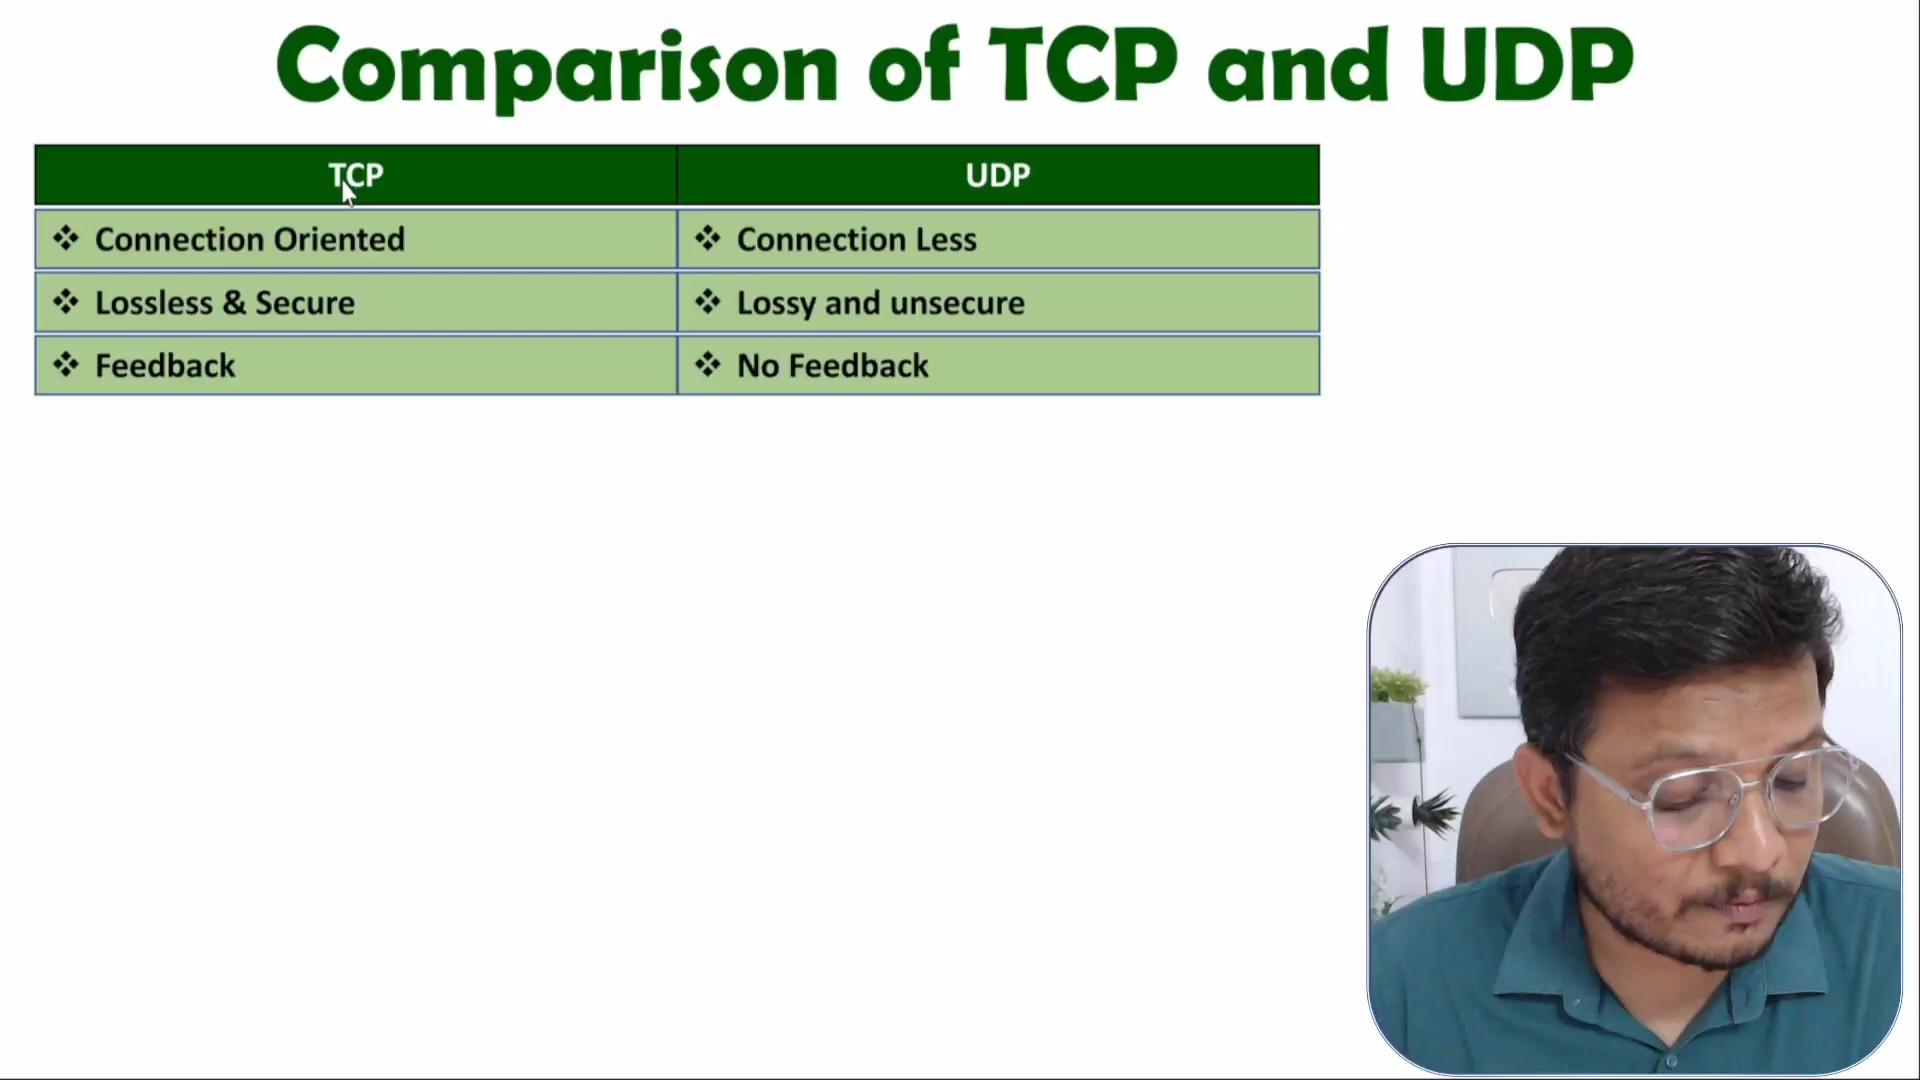 Comparison of TCP and UDP
TCP
UDP
❖ Connection Oriented
❖ Connection Less
❖ Lossless & Secure
❖ Lossy and unsecure
❖ Feedback
❖ No Feedback